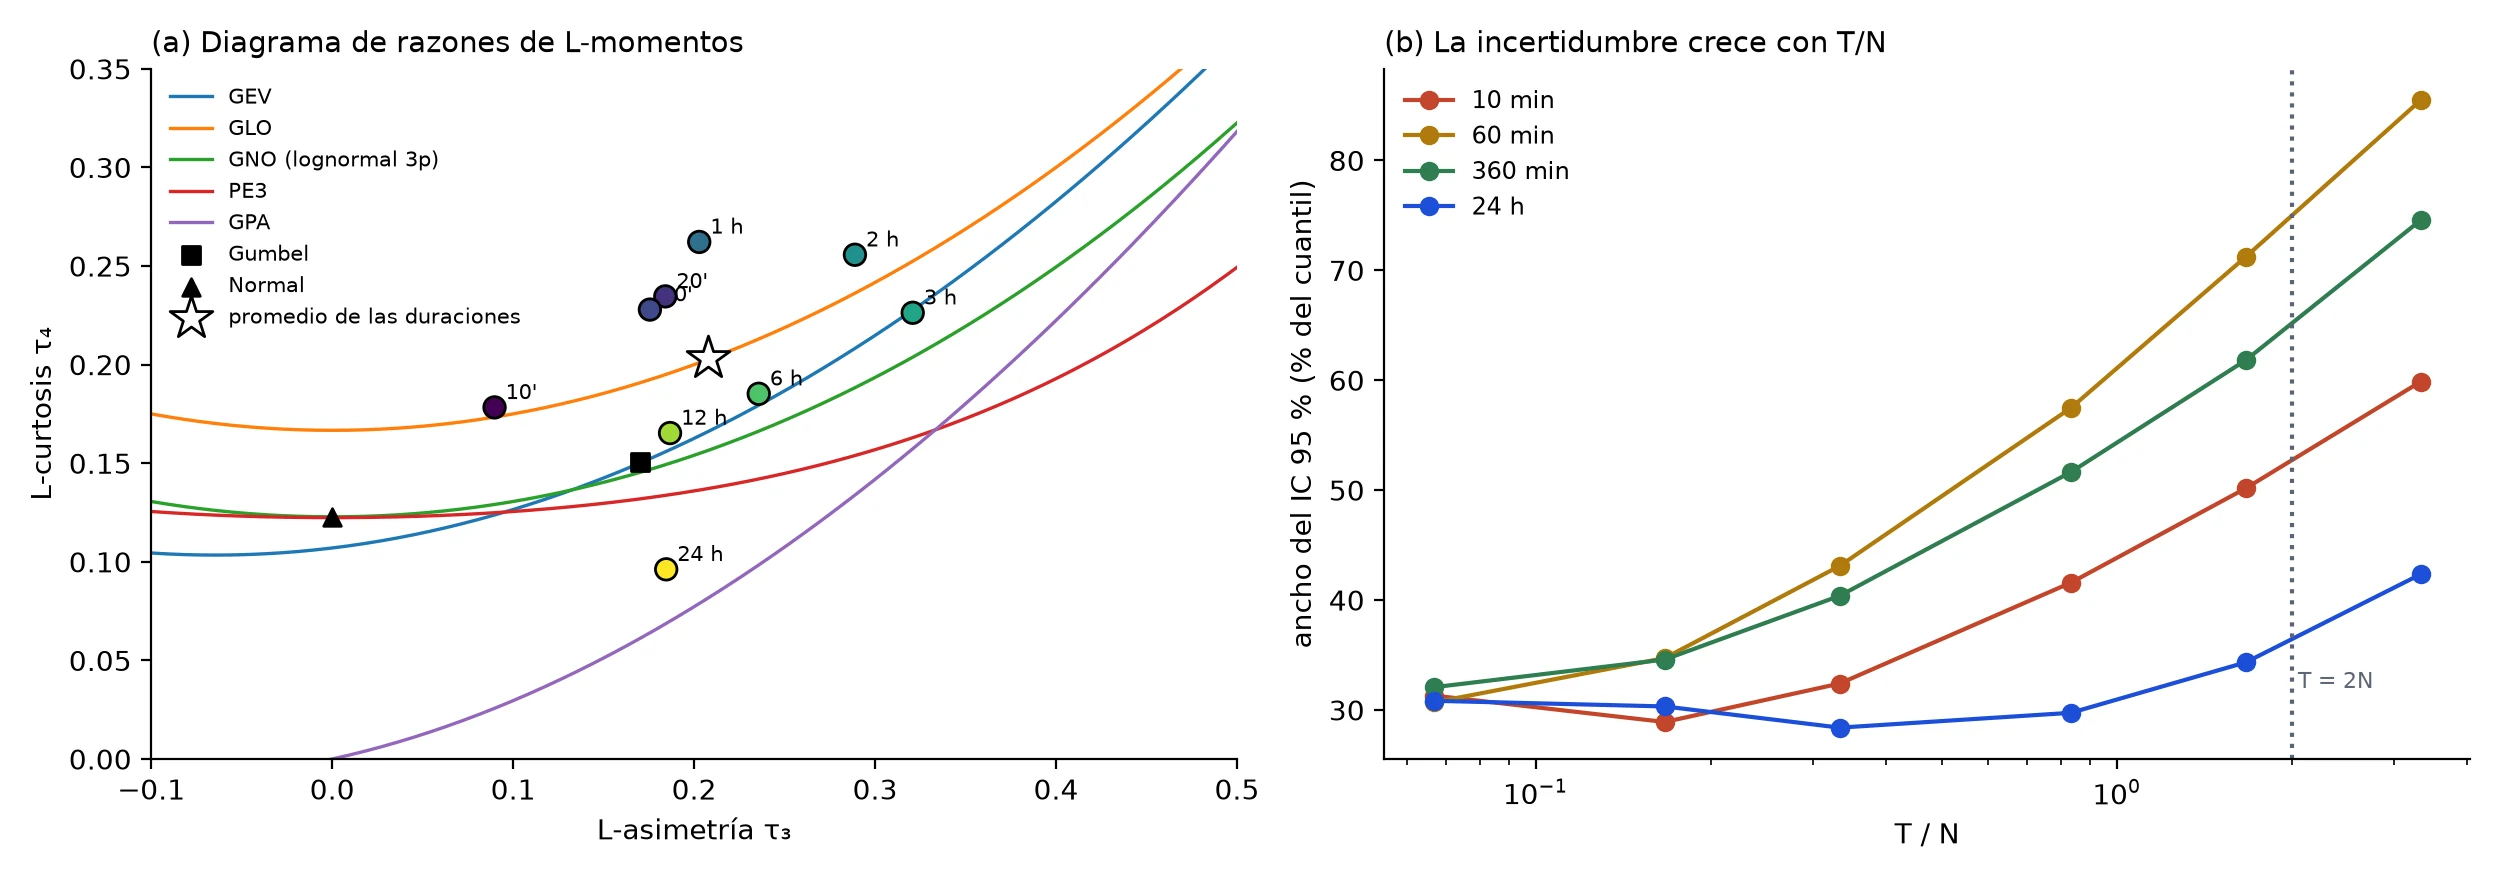 (a) Diagrama de razones de L-momentos
0.35
0.30
0.25
0.20
0.15
0.10
0.05
0.00
L-curtosis τ₄
GEV
GLO
GNO (lognormal 3p)
PE3
GPA
Gumbel
Normal
promedio de las duraciones
1 h
2 h
20'
0'
3 h
10'
6 h
12 h
24 h
−0.1
0.0
0.1
0.2
0.3
0.4
0.5
L-asimetría τ₃
(b) La incertidumbre crece con T/N
80
70
60
50
40
30
ancho del IC 95 % (% del cuantil)
10 min
60 min
360 min
24 h
T = 2N
10⁻¹
10⁰
T / N